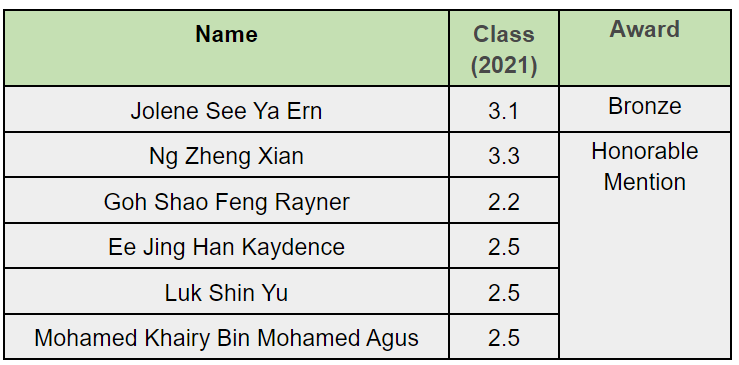 Name Class Award
(2021)
Jolene See Ya Ern 3.1 Bronze
Ng Zheng Xian 3.3 Honorable
Mention
Goh Shao Feng Rayner 2.2
Ee Jing Han Kaydence 2.5
Luk Shin Yu 2.5
Mohamed Khairy Bin Mohamed Agus 2.5